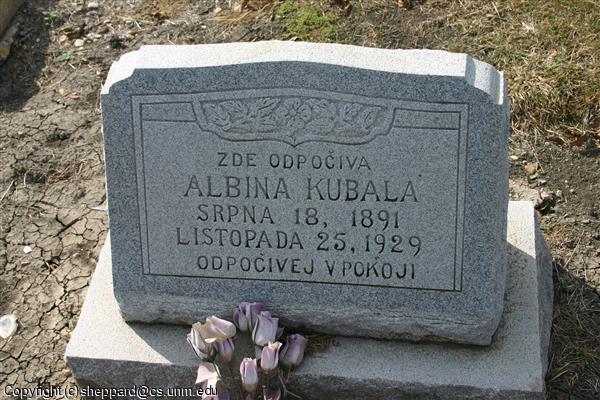 ZDE ODPOČIVA
ALBINA KUBALA
SRPNA 18, 1891
LISTOPADA 25, 1929
ODPOČIVEJ V POKOJI
Copyright © sheppard@cs.unm.edu